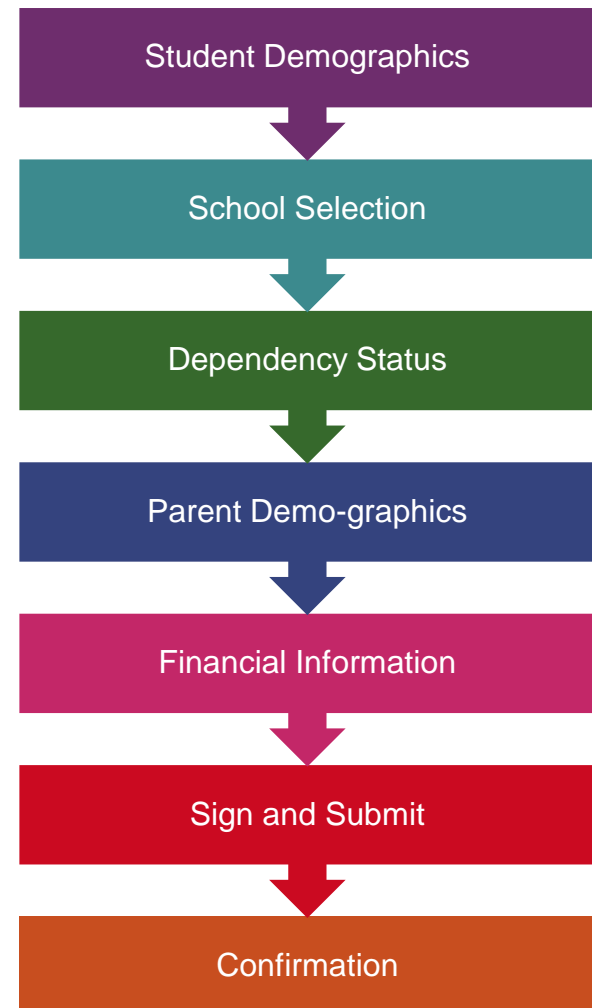 Student Demographics
School Selection
Dependency Status
Parent Demo-graphics
Financial Information
Sign and Submit
Confirmation